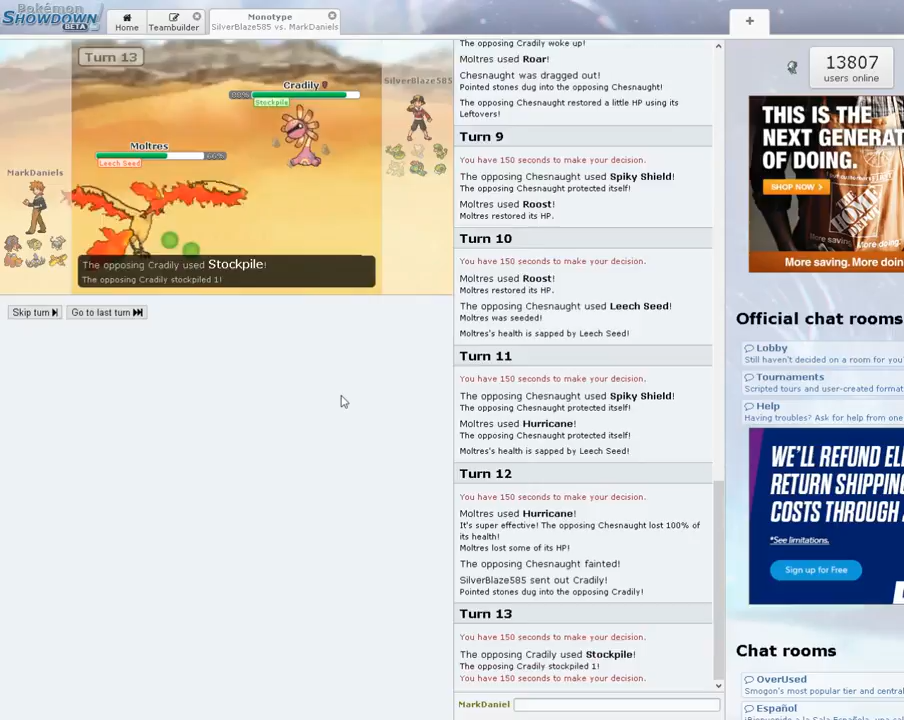 Pokémon
SHOWDOWN
BETA
Home
Teambuilder
Monotype
SilverBlaze585 vs. MarkDaniels
+
Turn 13
Cradily
Stockpile
SilverBlaze585
Moltres
66%
Leech Seed
MarkDaniels
The opposing Cradily used Stockpile!
The opposing Cradily stockpiled 1!
Skip turn
Go to last turn
The opposing Cradily woke up!
Moltres used Roar!
Chesnaught was dragged out!
Pointed stones dug into the opposing Chesnaught!
The opposing Chesnaught restored a little HP using its
Leftovers!
Turn 9
You have 150 seconds to make your decision.
The opposing Chesnaught used Spiky Shield!
The opposing Chesnaught protected itself!
Moltres used Roost!
Moltres restored its HP.
Turn 10
Moltres used Roost!
Moltres restored its HP.
The opposing Chesnaught used Leech Seed!
Moltres was seeded!
Moltres's health is sapped by Leech Seed!
Turn 11
You have 150 seconds to make your decision.
The opposing Chesnaught used Spiky Shield!
The opposing Chesnaught protected itself!
Moltres used Hurricane!
The opposing Chesnaught protected itself!
Moltres's health is sapped by Leech Seed!
Turn 12
You have 150 seconds to make your decision.
Moltres used Hurricane!
It's super effective! The opposing Chesnaught lost 100% of
its health!
Moltres lost some of its HP!
The opposing Chesnaught fainted!
SilverBlaze585 sent out Cradily!
Pointed stones dug into the opposing Cradily!
Turn 13
You have 150 seconds to make your decision.
The opposing Cradily used Stockpile!
The opposing Cradily stockpiled 1!
You have 150 seconds to make your decision.
MarkDaniel
13807
users online
THIS IS THE
NEXT GENERAT
OF DOING.
SHOP NOW
THE HOME DEPOT
More saving.
More saving. More doin
Official chat rooms
Lobby
Still haven't decided on a room for you
Tournaments
Scripted tours and user-created format
Help
Having troubles? Ask for help from one
WE'LL REFUND EL
RETURN SHIPPING
COSTS THROUGH
*See limitations.
Sign up for Free
Chat rooms
OverUsed
Smogon's most popular tier and central
Español